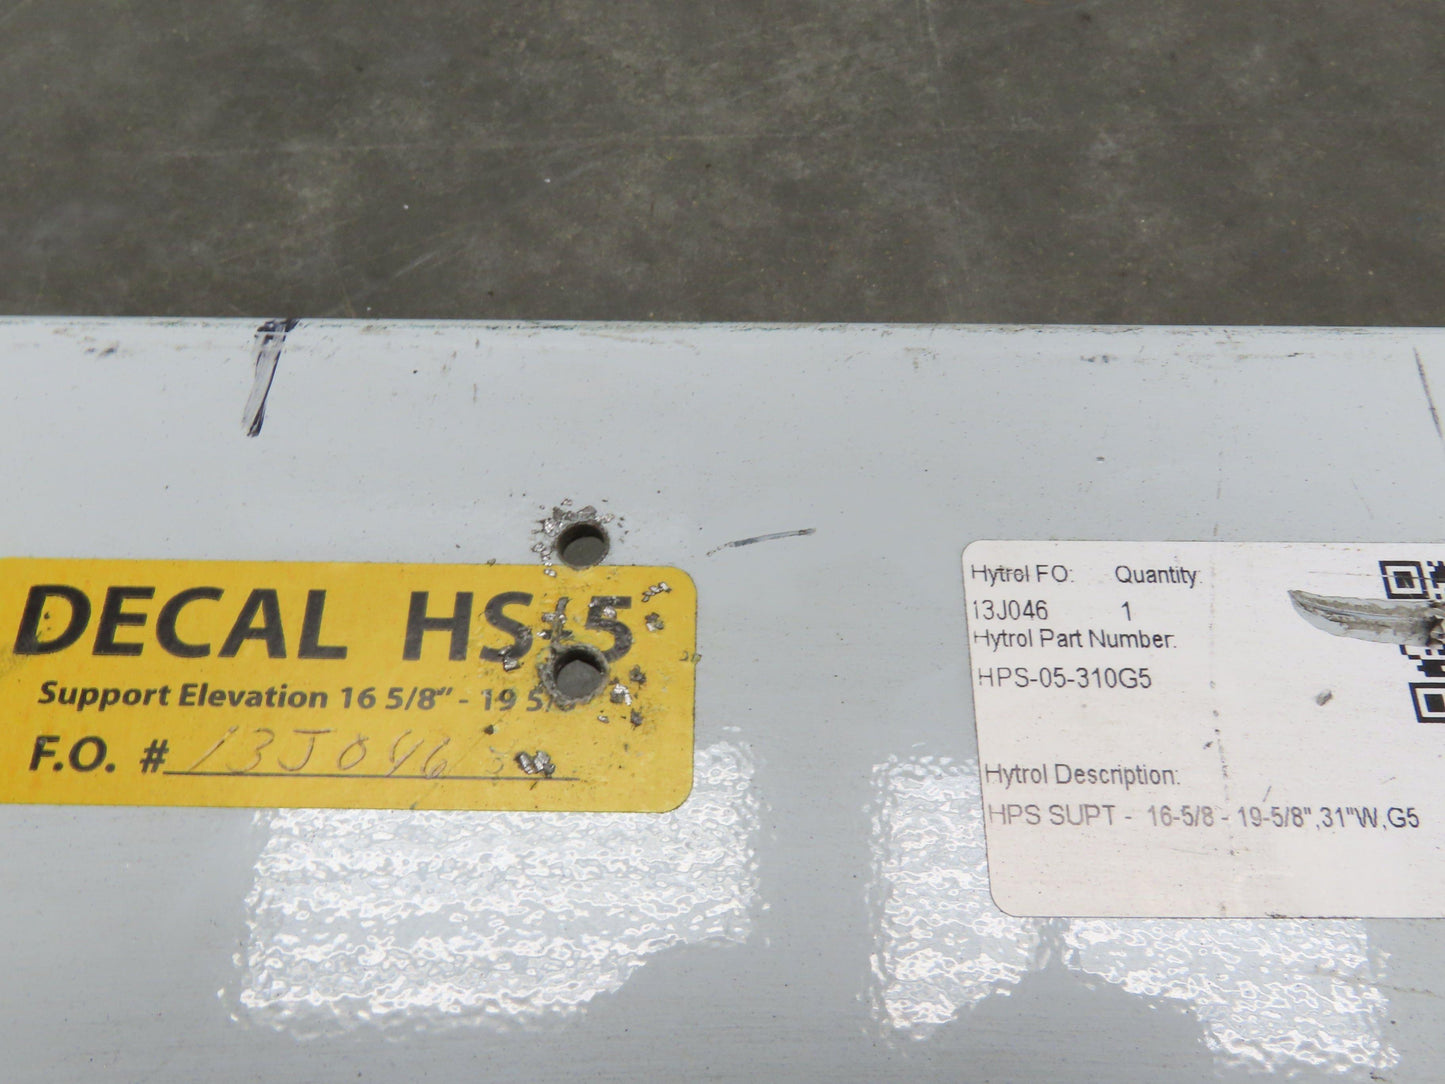 DECAL HS-5
Support Elevation 16 5/8" - 19 5/
F.O. # 13J046
Hytrol FO: Quantity:
13J046 1
Hytrol Part Number:
HPS-05-310G5
Hytrol Description:
HPS SUPT - 16-5/8 - 19-5/8",31"W,G5